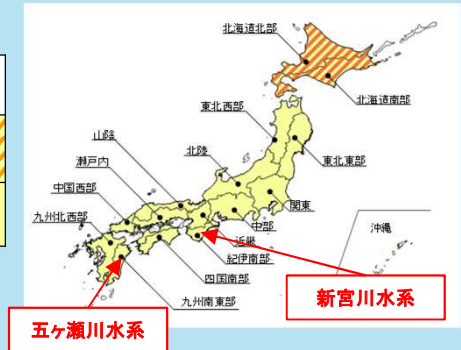 北海道北部
北海道南部
東北西部
山陰
北陸
東北東部
瀬戸内
中国西部
関東
九州北西部
沖縄
中部
近畿
紀伊南部
四国南部
九州南東部
新宮川水系
五ヶ瀬川水系